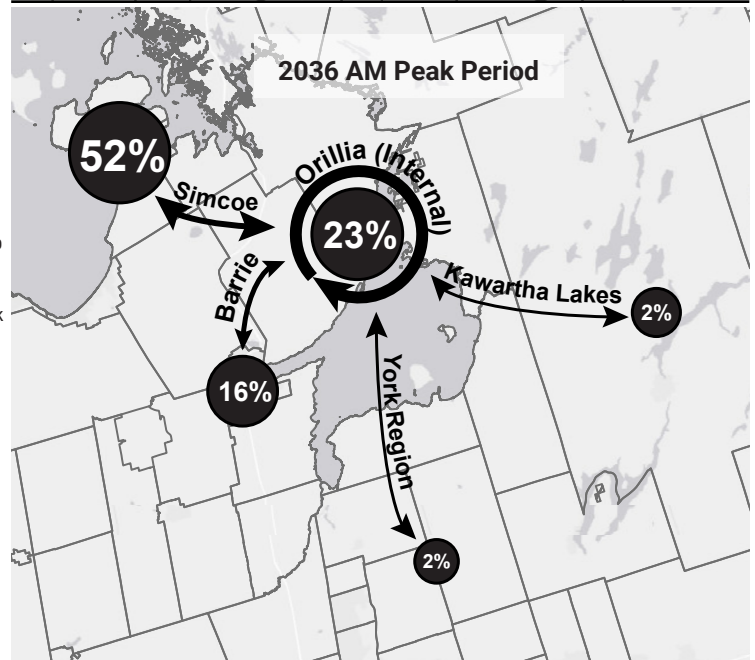 2036 AM Peak Period
52%
Simcoe
Orillia (Internal)
23%
Barrie
16%
Kawartha Lakes
2%
York Region
2%